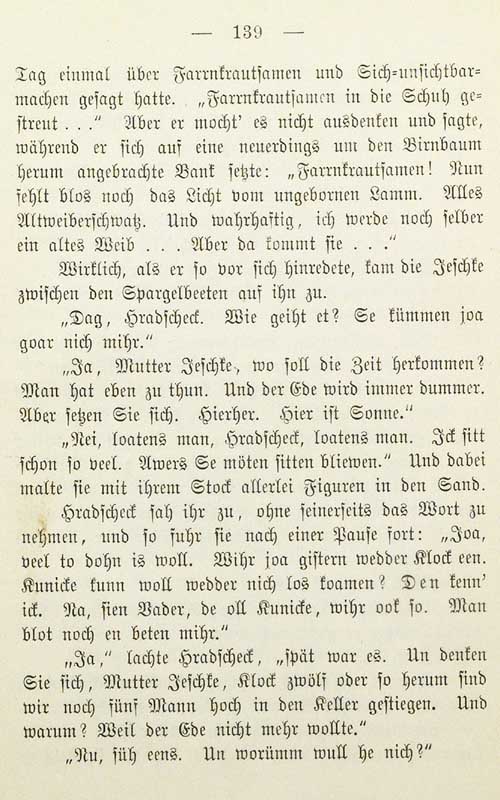 — 139 —
Tag einmal über Farrnkrautsamen und Sich-unsichtbar-
machen gesagt hatte. „Farrnkrautsamen in die Schuh ge-
streut . . .“ Aber er mocht’ es nicht ausdenken und sagte,
während er sich auf eine neuerdings um den Birnbaum
herum angebrachte Bank setzte: „Farrnkrautsamen! Nun
fehlt blos noch das Licht vom ungebornen Lamm. Alles
Altweiberschwatz. Und wahrhaftig, ich werde noch selber
ein altes Weib . . . Aber da kommt sie . . .“
Wirklich, als er so vor sich hinredete, kam die Jeschke
zwischen den Spargelbeeten auf ihn zu.
„Dag, Hradscheck. Wie geiht et? Se kümmen joa
goar nich mihr.“
„Ja, Mutter Jeschke, wo soll die Zeit herkommen?
Man hat eben zu thun. Und der Ede wird immer dummer.
Aber setzen Sie sich. Hierher. Hier ist Sonne.“
„Nei, loatens man, Hradscheck, loatens man. Ick sitt
schon so veel. Awers Se möten sitten bliewen.“ Und dabei
malte sie mit ihrem Stock allerlei Figuren in den Sand.
Hradscheck sah ihr zu, ohne seinerseits das Wort zu
nehmen, und so fuhr sie nach einer Pause fort: „Joa,
veel to dohn is woll. Wihr joa gistern wedder Klock een.
Kunicke kunn woll wedder nich los koamen? Den kenn’
ick. Na, sien Vader, de oll Kunicke, wihr ook so. Man
blot noch en beten mihr.“
„Ja,“ lachte Hradscheck, „spät war es. Un denken
Sie sich, Mutter Jeschke, Klock zwölf oder so herum sind
wir noch fünf Mann hoch in den Keller gestiegen. Und
warum? Weil der Ede nicht mehr wollte.“
„Nu, süh eens. Un worümm wull he nich?“